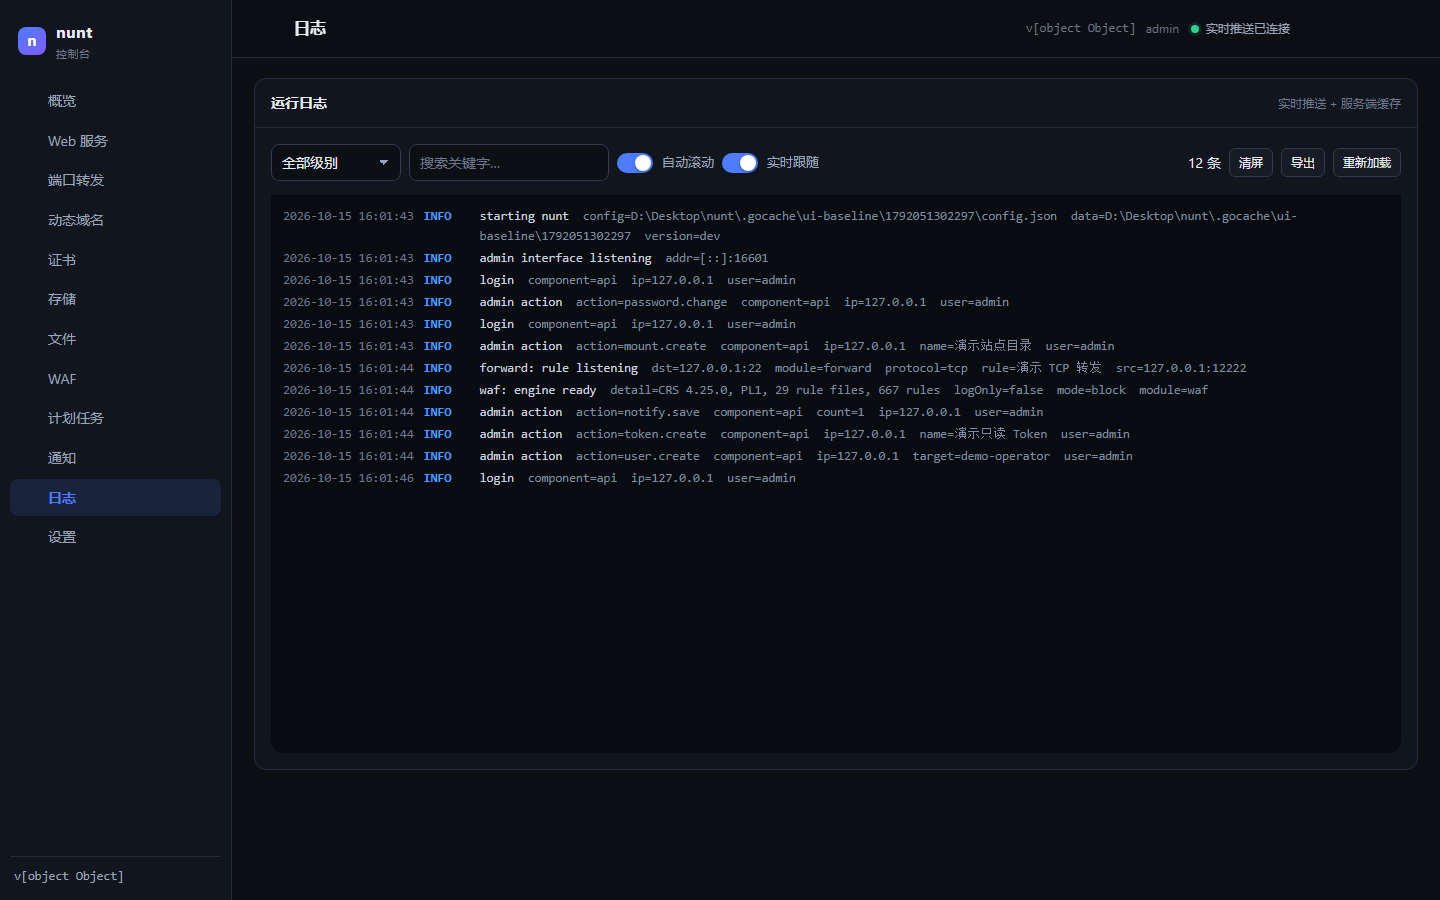 n
nunt
控制台
概览
Web 服务
端口转发
动态域名
证书
存储
文件
WAF
计划任务
通知
日志
设置
v[object Object]
日志
v[object Object] admin 实时推送已连接
运行日志
实时推送 + 服务端缓存
全部级别 搜索关键字... 自动滚动 实时跟随 12 条 清屏 导出 重新加载
2026-10-15 16:01:43 INFO starting nunt config=D:\Desktop\nunt\.gocache\ui-baseline\1792051302297\config.json data=D:\Desktop\nunt\.gocache\ui-
baseline\1792051302297 version=dev
2026-10-15 16:01:43 INFO admin interface listening addr=[::]:16601
2026-10-15 16:01:43 INFO login component=api ip=127.0.0.1 user=admin
2026-10-15 16:01:43 INFO admin action action=password.change component=api ip=127.0.0.1 user=admin
2026-10-15 16:01:43 INFO login component=api ip=127.0.0.1 user=admin
2026-10-15 16:01:43 INFO admin action action=mount.create component=api ip=127.0.0.1 name=演示站点目录 user=admin
2026-10-15 16:01:44 INFO forward: rule listening dst=127.0.0.1:22 module=forward protocol=tcp rule=演示 TCP 转发 src=127.0.0.1:12222
2026-10-15 16:01:44 INFO waf: engine ready detail=CRS 4.25.0, PL1, 29 rule files, 667 rules logOnly=false mode=block module=waf
2026-10-15 16:01:44 INFO admin action action=notify.save component=api count=1 ip=127.0.0.1 user=admin
2026-10-15 16:01:44 INFO admin action action=token.create component=api ip=127.0.0.1 name=演示只读 Token user=admin
2026-10-15 16:01:44 INFO admin action action=user.create component=api ip=127.0.0.1 target=demo-operator user=admin
2026-10-15 16:01:46 INFO login component=api ip=127.0.0.1 user=admin